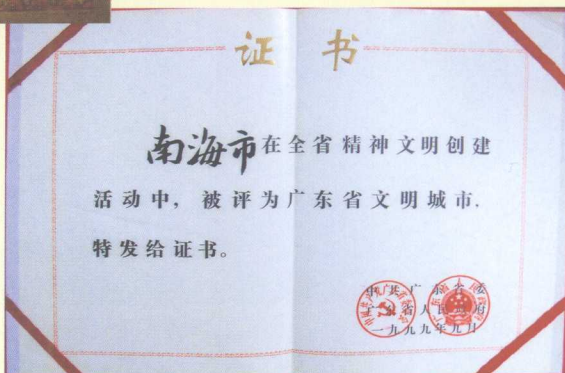 证书
南海市在全省精神文明创建
活动中，被评为广东省文明城市.
特发给证书。
中共广东省委
广东省人民政府
一九九九年九月